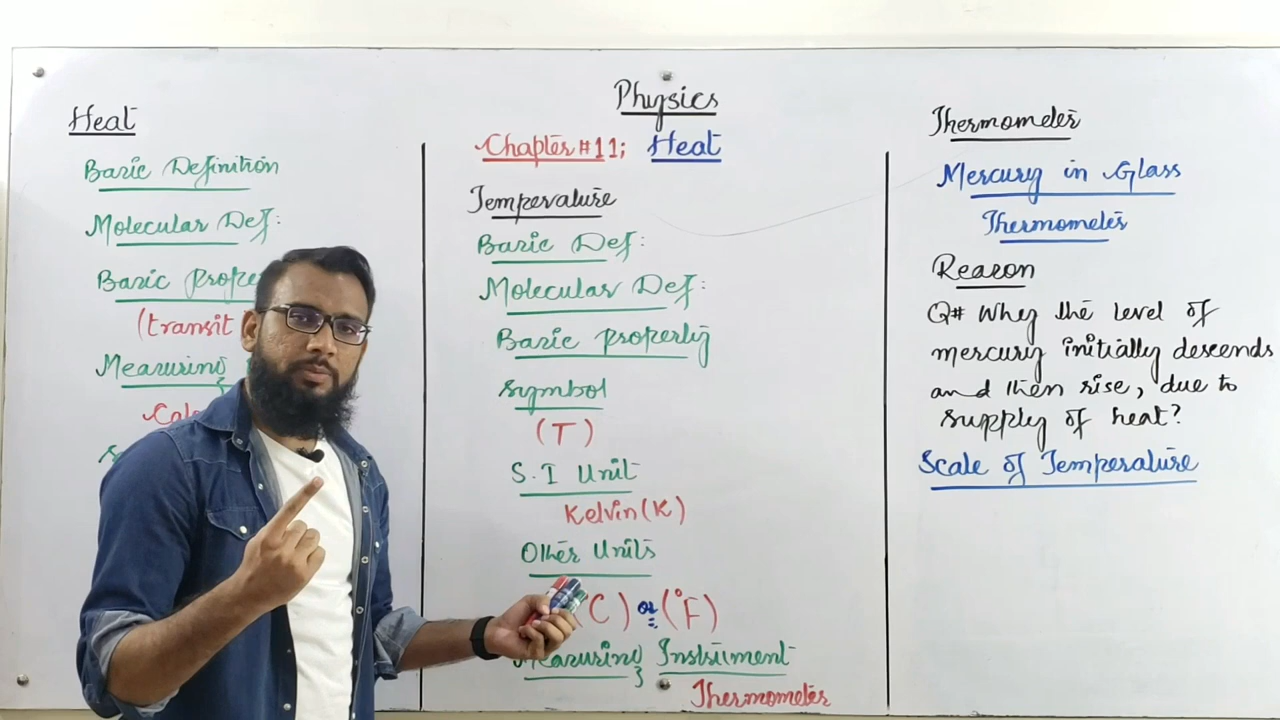 Physics
Chapter #11; Heat
Heat
Basic Definition
Molecular Def:
Basic
(transit
Measuring
Temperature
Basic Def:
Molecular Def:
Basic property
Symbol
(T)
S.I Unit
Kelvin(K)
Other Units
C) or (°F)
Measuring Instrument
Thermometer
Thermometer
Mercury in Glass
Thermometer
Reason
Q# Why the level of
mercury initially descends
and then rise, due to
supply of heat?
Scale of Temperature